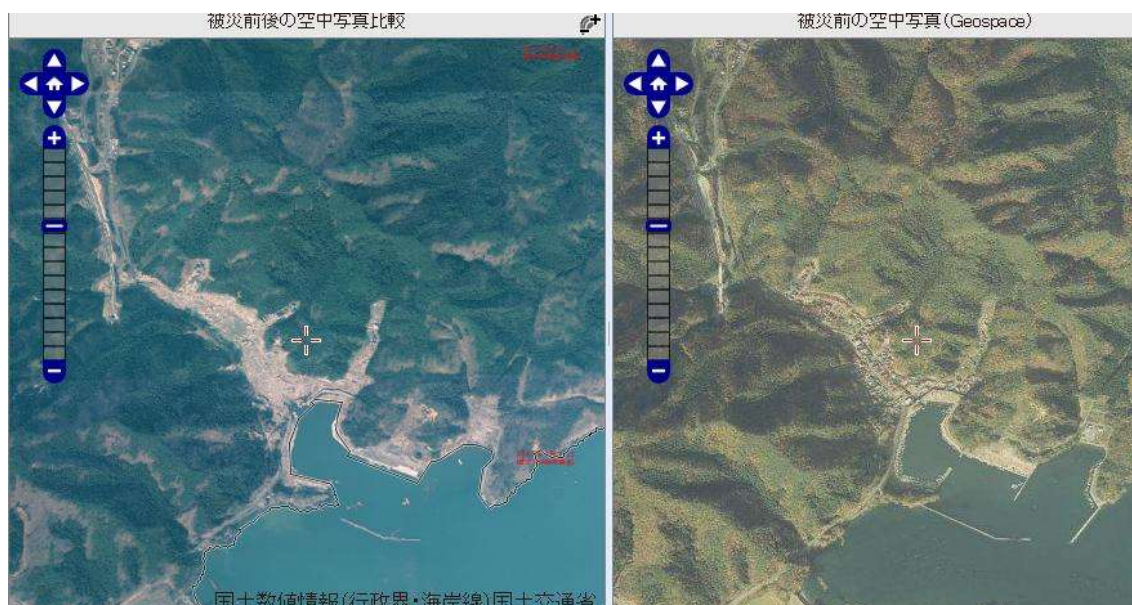 被災前後の空中写真比較
被災前の空中写真(Geospace)
国土数値情報(行政界・海岸線)国土交通省